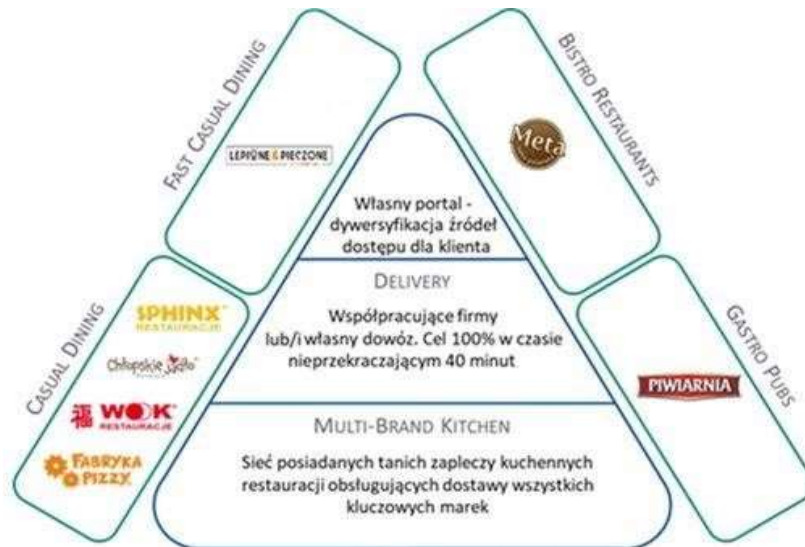 FAST CASUAL DINING
LEPIONE & PIECZONE
BISTRO RESTAURANTS
Meta
Własny portal -
dywersyfikacja źródeł
dostępu dla klienta
DELIVERY
Współpracujące firmy
lub/i własny dowóz. Cel 100% w czasie
nieprzekraczającym 40 minut
MULTI-BRAND KITCHEN
Sieć posiadanych tanich zapleczy kuchennych
restauracji obsługujących dostawy wszystkich
kluczowych marek
CASUAL DINING
SPHINX
RESTAURACJE
Chłopskie Jadło
WOK
RESTAURACJE
FABRYKA
PIZZY
GASTRO PUBS
PIWIARNIA